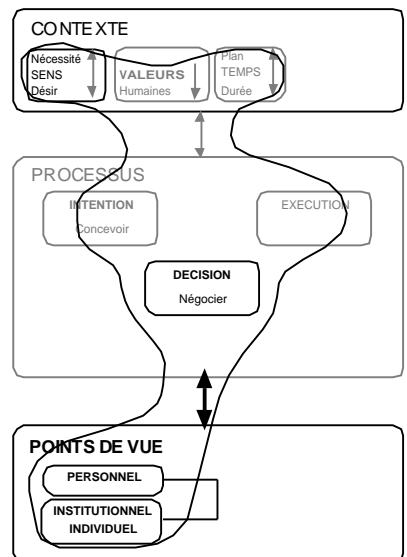 CONTEXTE
Nécessité
SENS
Désir
VALEURS
Humaines
Plan
TEMPS
Durée
PROCESSUS
INTENTION
Concevoir
EXECUTION
DECISION
Négocier
POINTS DE VUE
PERSONNEL
INSTITUTIONNEL
INDIVIDUEL